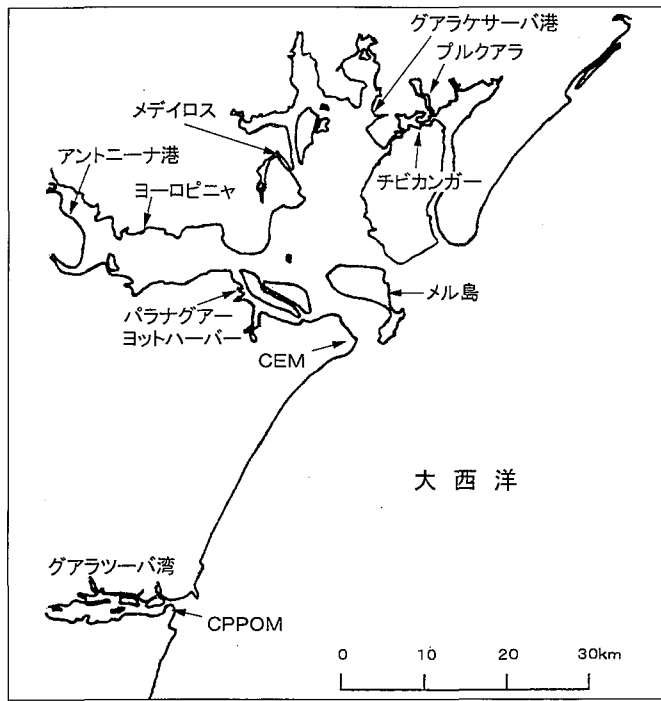 グアラケサーバ港
プルクアラ
メデイロス
アントニーナ港
ヨーロピニャ
チビカンガー
メル島
パラナグアー
ヨットハーバー
CEM
大西洋
グアラツーバ湾
CPPOM
0 10 20 30km